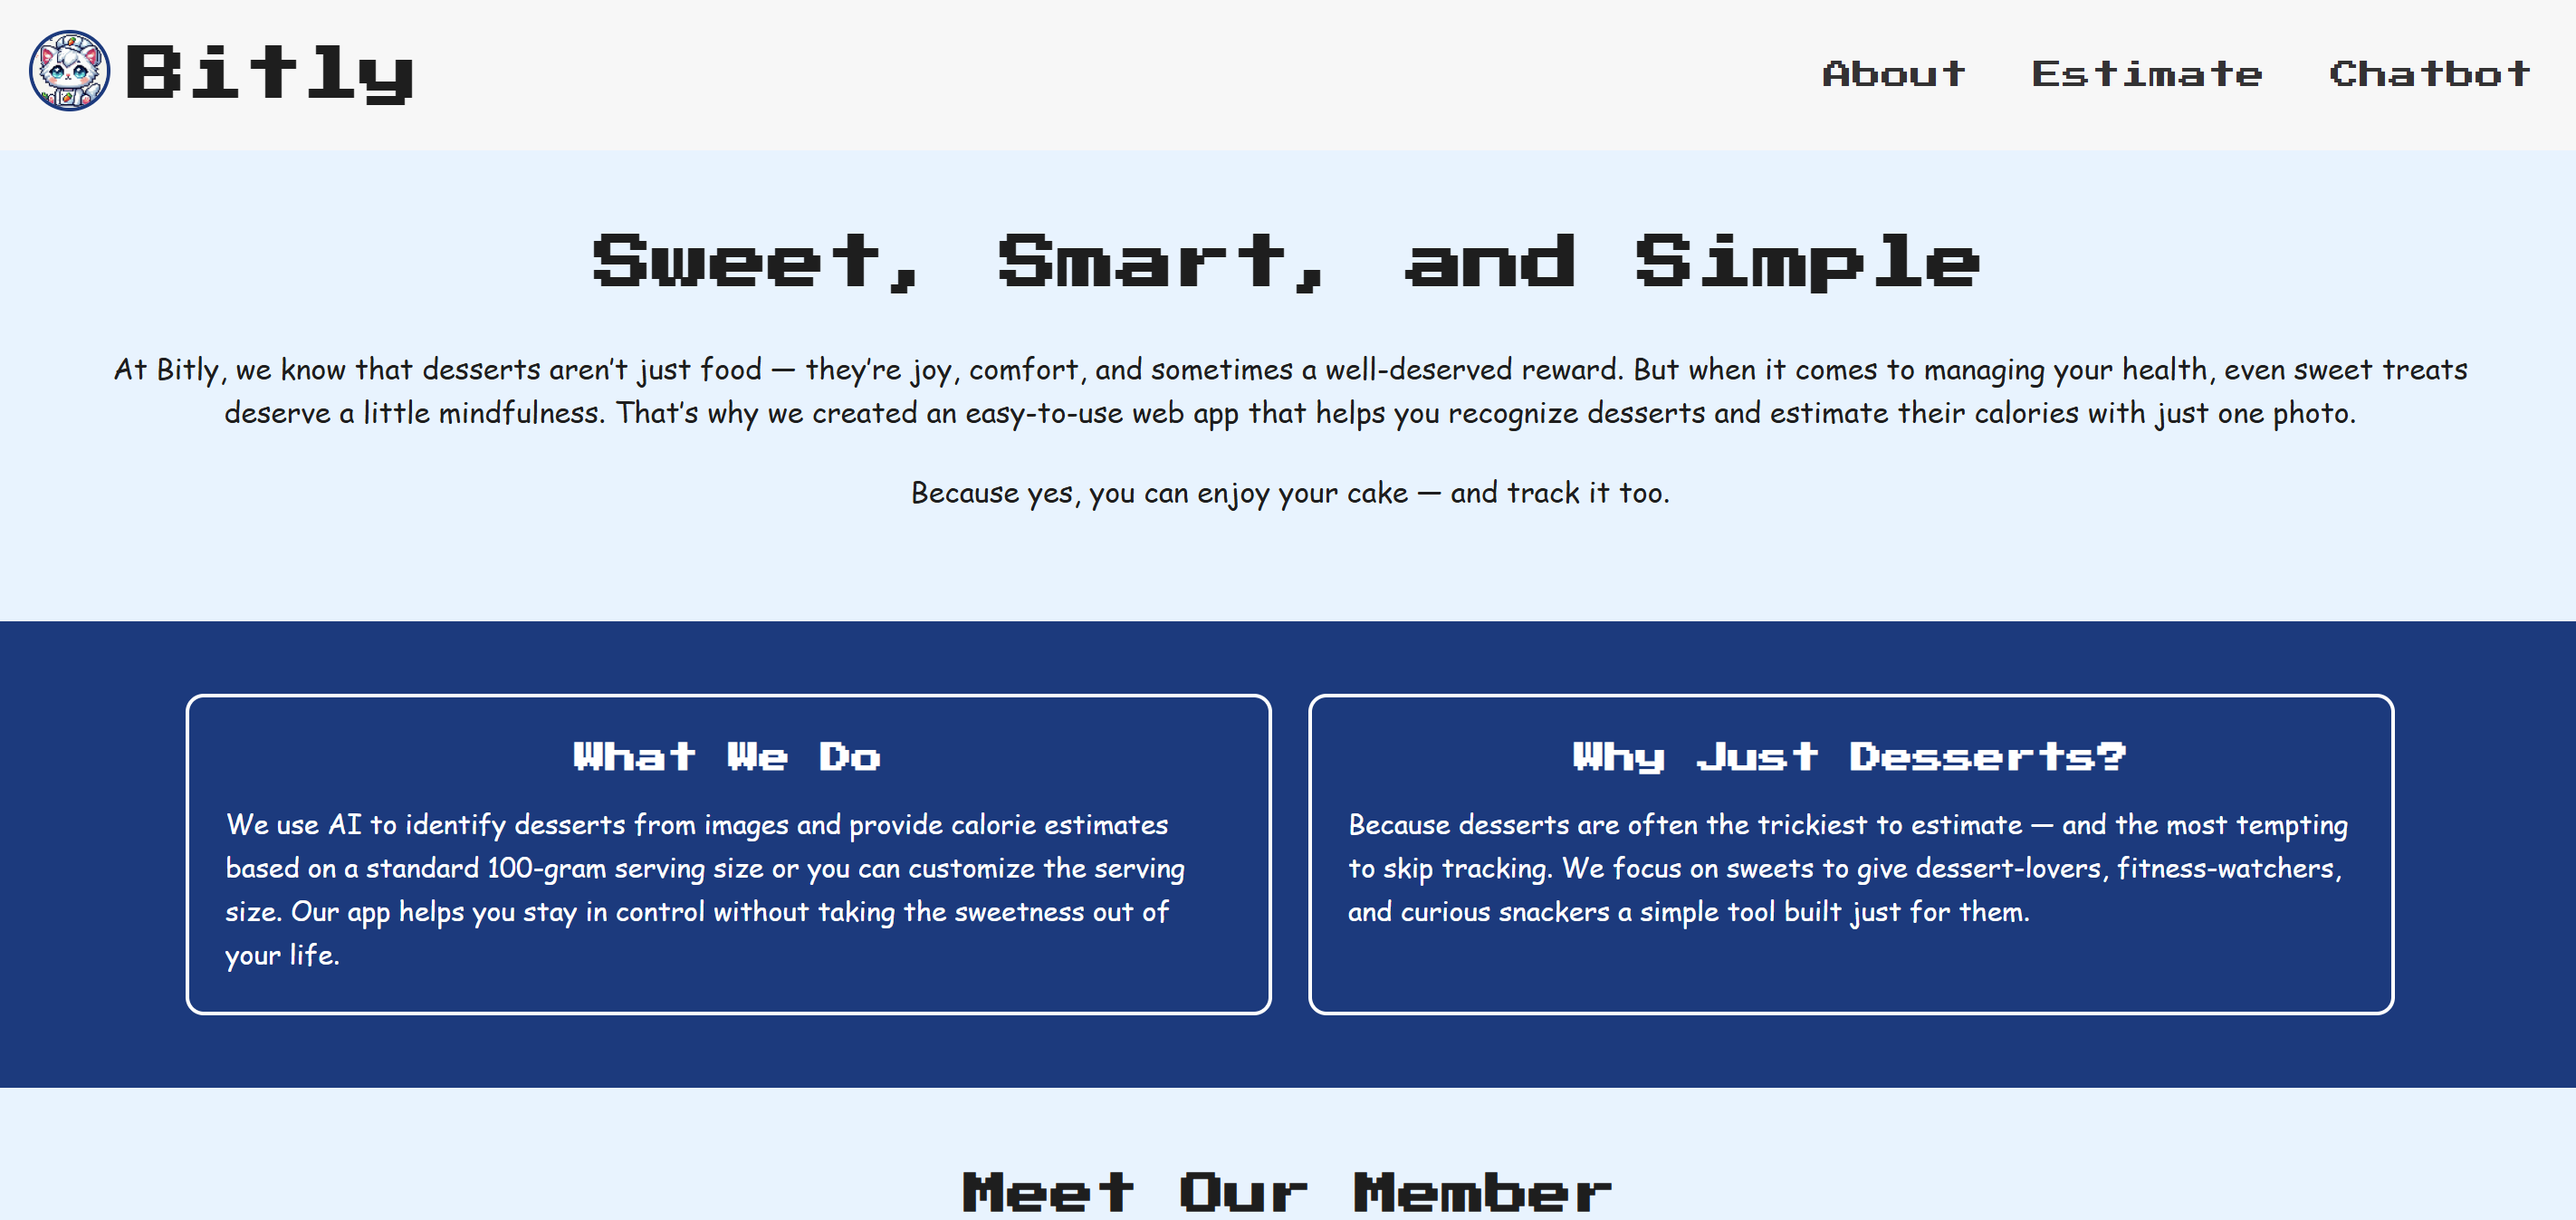 Bitly
About Estimate Chatbot
Sweet, Smart, and Simple
At Bitly, we know that desserts aren't just food — they're joy, comfort, and sometimes a well-deserved reward. But when it comes to managing your health, even sweet treats
deserve a little mindfulness. That's why we created an easy-to-use web app that helps you recognize desserts and estimate their calories with just one photo.
Because yes, you can enjoy your cake — and track it too.
What We Do
We use AI to identify desserts from images and provide calorie estimates
based on a standard 100-gram serving size or you can customize the serving
size. Our app helps you stay in control without taking the sweetness out of
your life.
Why Just Desserts?
Because desserts are often the trickiest to estimate — and the most tempting
to skip tracking. We focus on sweets to give dessert-lovers, fitness-watchers,
and curious snackers a simple tool built just for them.
Meet Our Member